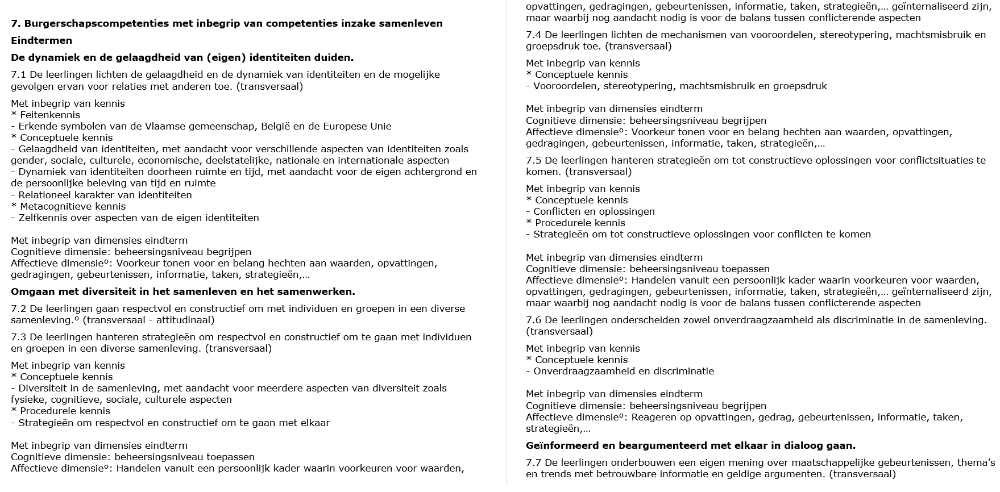 7. Burgerschapscompetenties met inbegrip van competenties inzake samenleven
Eindtermen
De dynamiek en de gelaagdheid van (eigen) identiteiten duiden.
7.1 De leerlingen lichten de gelaagdheid en de dynamiek van identiteiten en de mogelijke
gevolgen ervan voor relaties met anderen toe. (transversaal)
Met inbegrip van kennis
* Feitenkennis
- Erkende symbolen van de Vlaamse gemeenschap, België en de Europese Unie
* Conceptuele kennis
- Gelaagdheid van identiteiten, met aandacht voor verschillende aspecten van identiteiten zoals
gender, sociale, culturele, economische, deelstatelijke, nationale en internationale aspecten
- Dynamiek van identiteiten doorheen ruimte en tijd, met aandacht voor de eigen achtergrond en
de persoonlijke beleving van tijd en ruimte
- Relationeel karakter van identiteiten
* Metacognitieve kennis
- Zelfkennis over aspecten van de eigen identiteiten
Met inbegrip van dimensies eindterm
Cognitieve dimensie: beheersingsniveau begrijpen
Affectieve dimensie°: Voorkeur tonen voor en belang hechten aan waarden, opvattingen,
gedragingen, gebeurtenissen, informatie, taken, strategieën,...
Omgaan met diversiteit in het samenleven en het samenwerken.
7.2 De leerlingen gaan respectvol en constructief om met individuen en groepen in een diverse
samenleving.° (transversaal - attitudinaal)
7.3 De leerlingen hanteren strategieën om respectvol en constructief om te gaan met individuen
en groepen in een diverse samenleving. (transversaal)
Met inbegrip van kennis
* Conceptuele kennis
- Diversiteit in de samenleving, met aandacht voor meerdere aspecten van diversiteit zoals
fysieke, cognitieve, sociale, culturele aspecten
* Procedurele kennis
- Strategieën om respectvol en constructief om te gaan met elkaar
Met inbegrip van dimensies eindterm
Cognitieve dimensie: beheersingsniveau toepassen
Affectieve dimensie°: Handelen vanuit een persoonlijk kader waarin voorkeuren voor waarden,
opvattingen, gedragingen, gebeurtenissen, informatie, taken, strategieën,... geïnternaliseerd zijn,
maar waarbij nog aandacht nodig is voor de balans tussen conflicterende aspecten
7.4 De leerlingen lichten de mechanismen van vooroordelen, stereotypering, machtsmisbruik en
groepsdruk toe. (transversaal)
Met inbegrip van kennis
* Conceptuele kennis
- Vooroordelen, stereotypering, machtsmisbruik en groepsdruk
Met inbegrip van dimensies eindterm
Cognitieve dimensie: beheersingsniveau begrijpen
Affectieve dimensie°: Voorkeur tonen voor en belang hechten aan waarden, opvattingen,
gedragingen, gebeurtenissen, informatie, taken, strategieën,...
7.5 De leerlingen hanteren strategieën om tot constructieve oplossingen voor conflictsituaties te
komen. (transversaal)
Met inbegrip van kennis
* Conceptuele kennis
- Conflicten en oplossingen
* Procedurele kennis
- Strategieën om tot constructieve oplossingen voor conflicten te komen
Met inbegrip van dimensies eindterm
Cognitieve dimensie: beheersingsniveau toepassen
Affectieve dimensie°: Handelen vanuit een persoonlijk kader waarin voorkeuren voor waarden,
opvattingen, gedragingen, gebeurtenissen, informatie, taken, strategieën,... geïnternaliseerd zijn,
maar waarbij nog aandacht nodig is voor de balans tussen conflicterende aspecten
7.6 De leerlingen onderscheiden zowel onverdraagzaamheid als discriminatie in de samenleving.
(transversaal)
Met inbegrip van kennis
* Conceptuele kennis
- Onverdraagzaamheid en discriminatie
Met inbegrip van dimensies eindterm
Cognitieve dimensie: beheersingsniveau begrijpen
Affectieve dimensie°: Reageren op opvattingen, gedrag, gebeurtenissen, informatie, taken,
strategieën,...
Geïnformeerd en beargumenteerd met elkaar in dialoog gaan.
7.7 De leerlingen onderbouwen een eigen mening over maatschappelijke gebeurtenissen, thema’s
en trends met betrouwbare informatie en geldige argumenten. (transversaal)